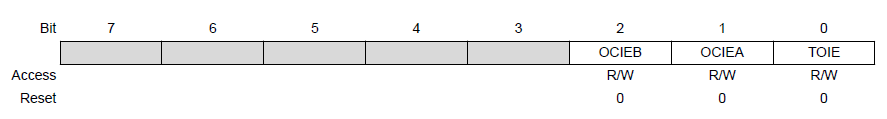 Bit 7 6 5 4 3 2 1 0
OCIEB OCIEA TOIE
Access R/W R/W R/W
Reset 0 0 0